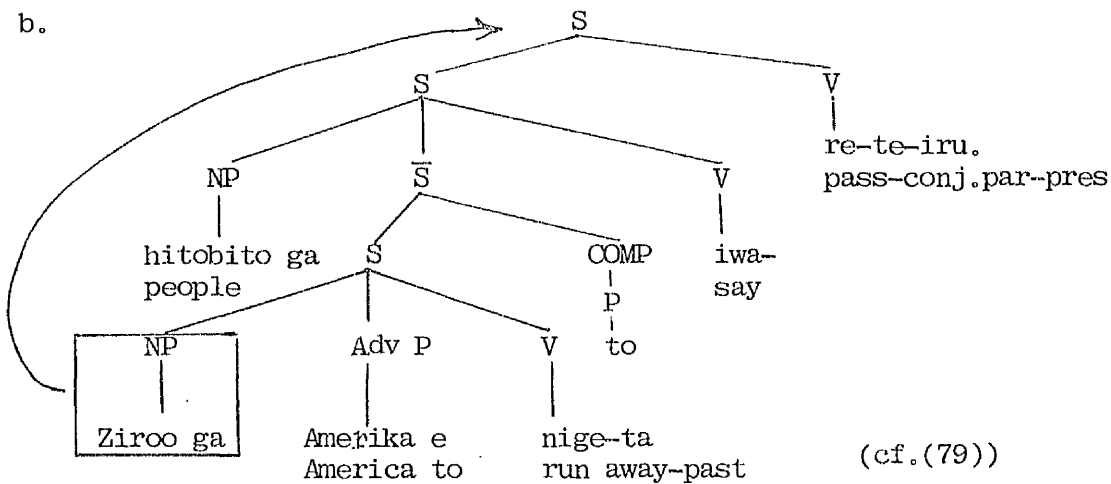 b.
S
S V
re-te-iru.
pass-conj.par--pres
NP S̄ V
hitobito ga S COMP iwa-
people P say
NP Adv P V to
Ziroo ga Amerika e nige-ta (cf.(79))
America to run away-past